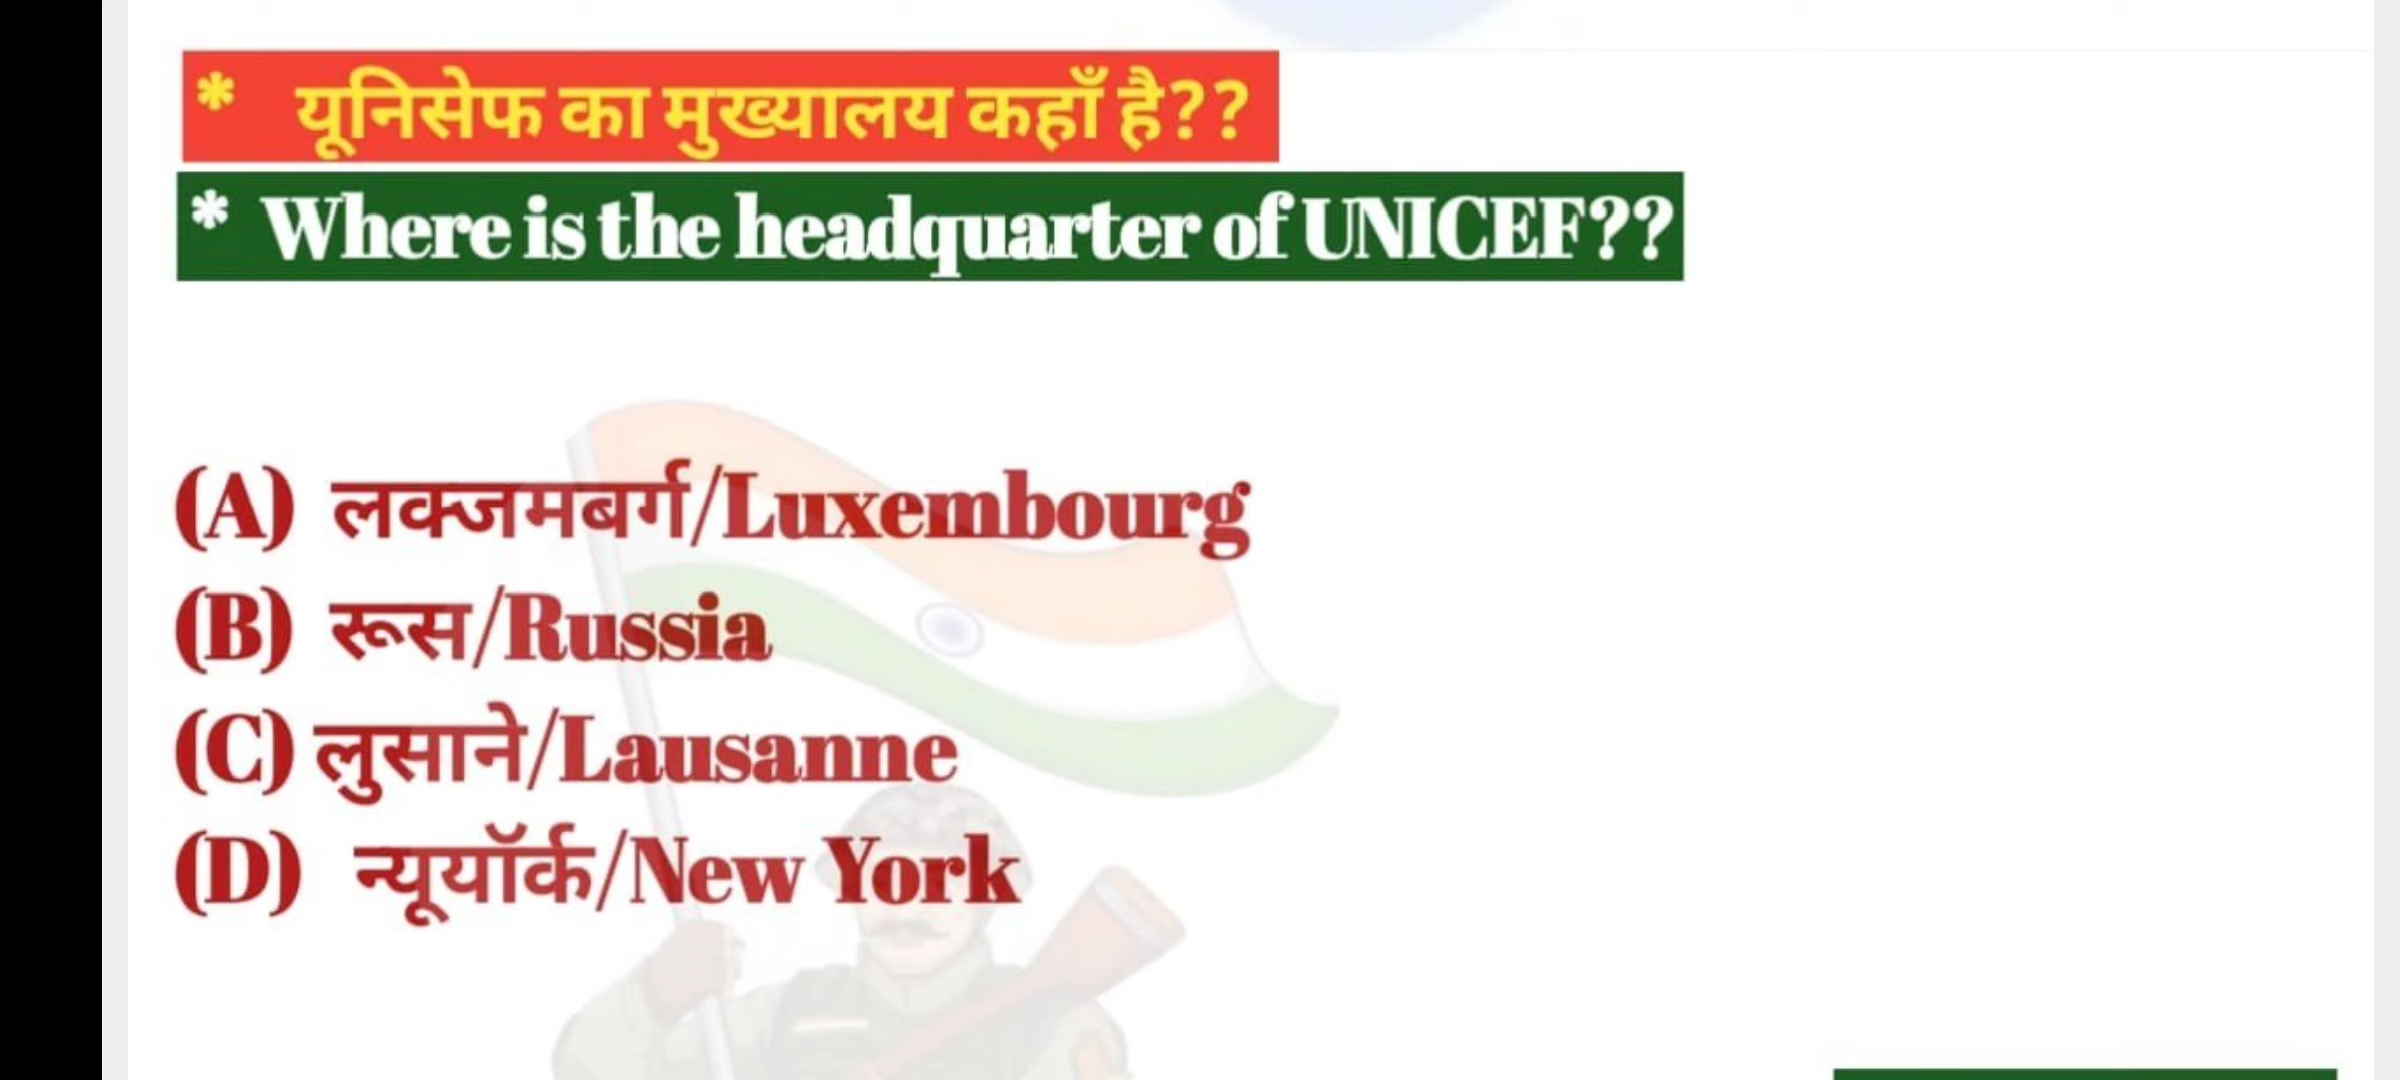 * यूनिसेफ का मुख्यालय कहाँ है??
* Where is the headquarter of UNICEF??
(A) लक्जमबर्ग/Luxembourg
(B) रूस/Russia
(C) लुसाने/Lausanne
(D) न्यूयॉर्क/New York